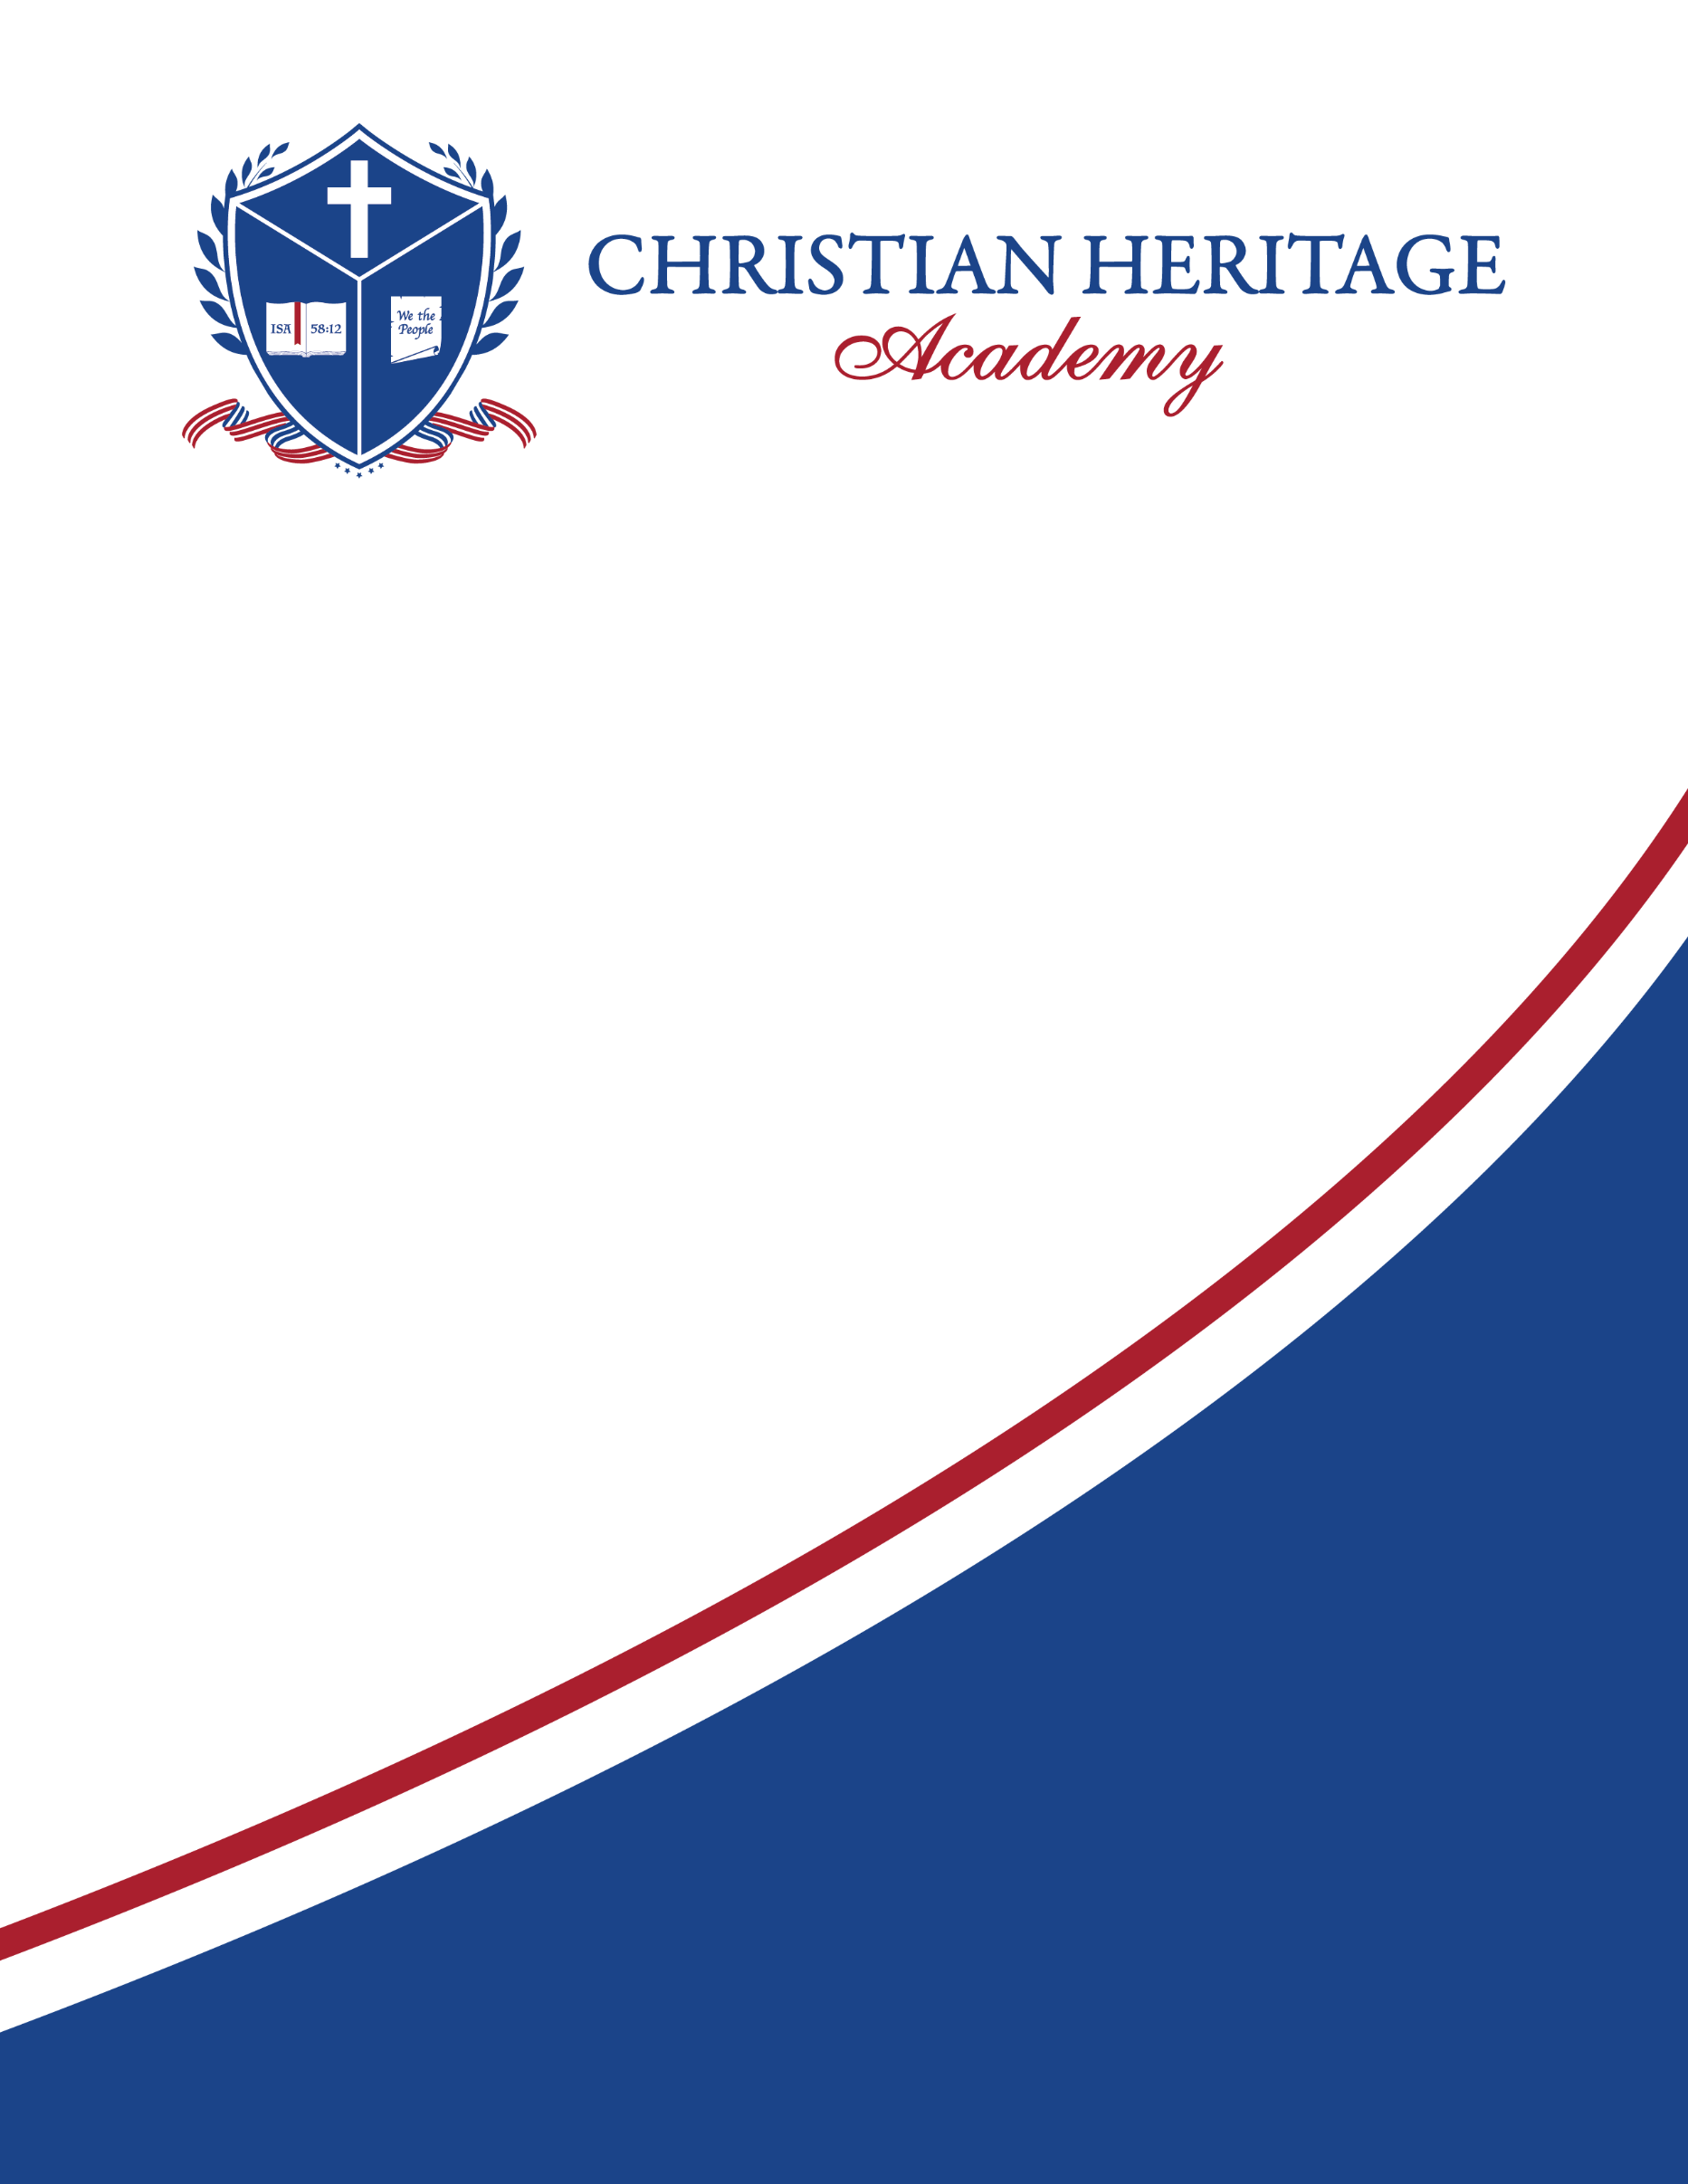 CHRISTIAN HERITAGE
Academy
ISA 58:12
We the
People